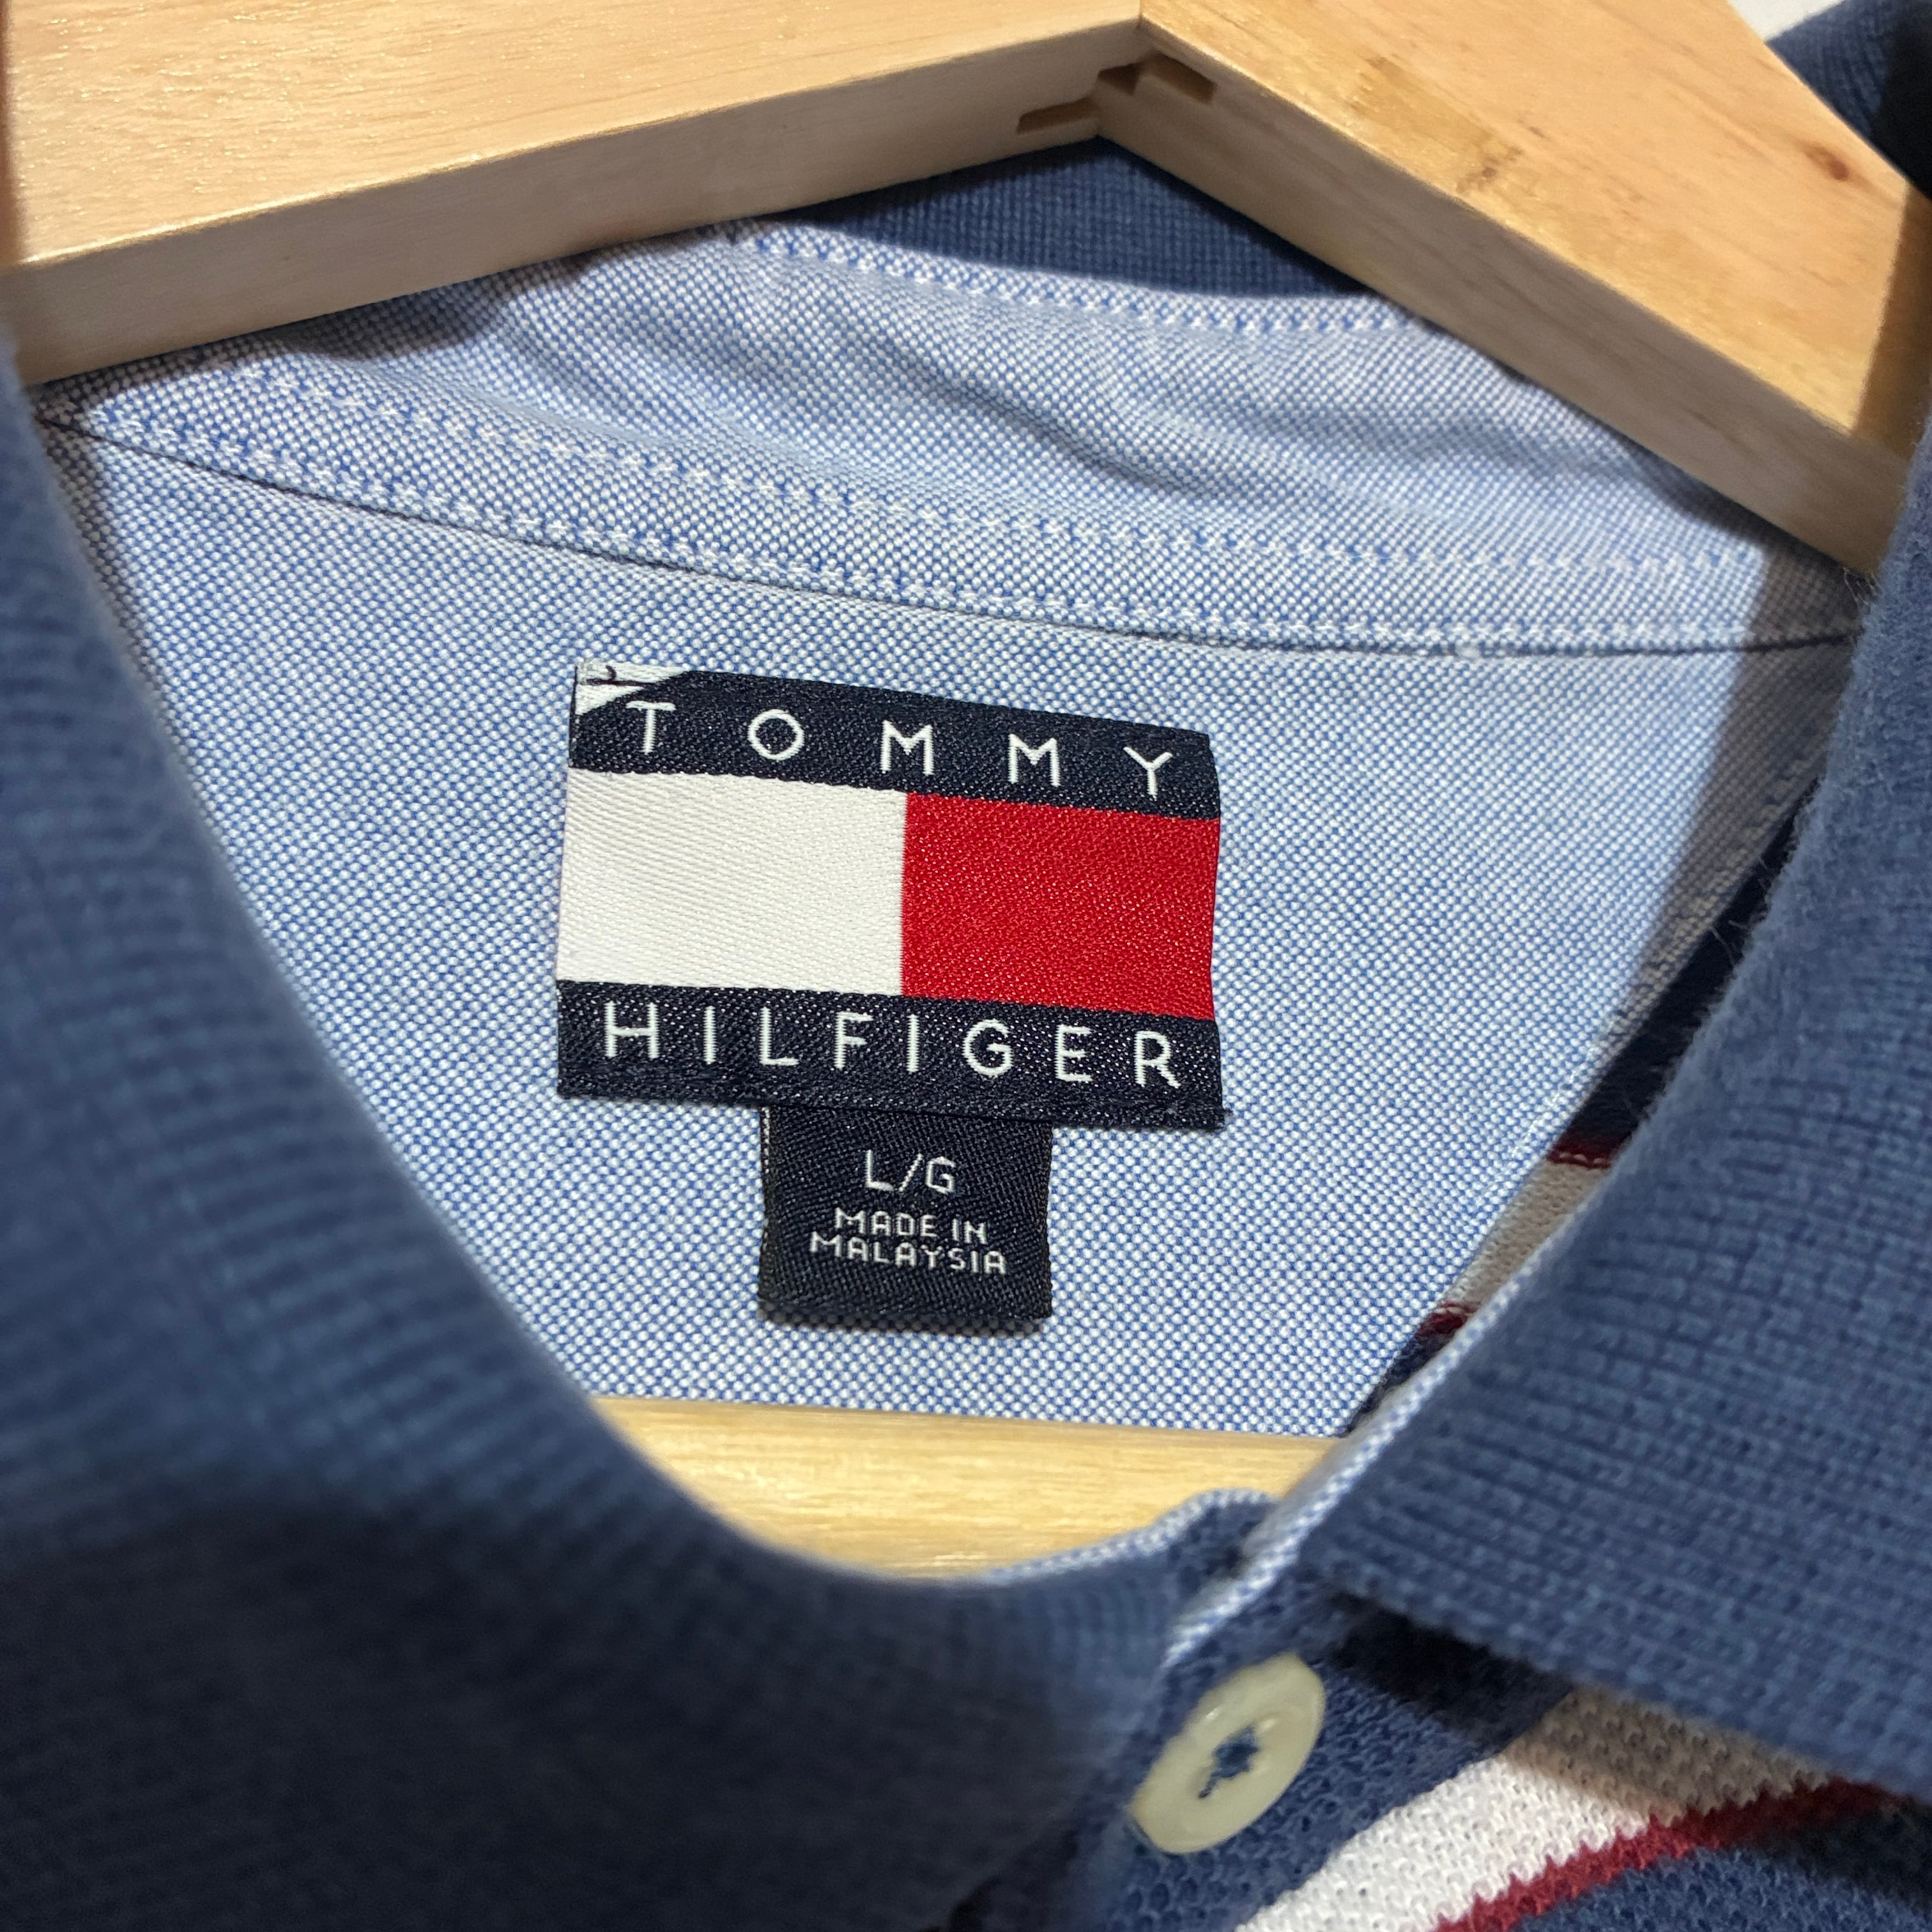 TOMMY
HILFIGER
L/G
MADE IN
MALAYSIA